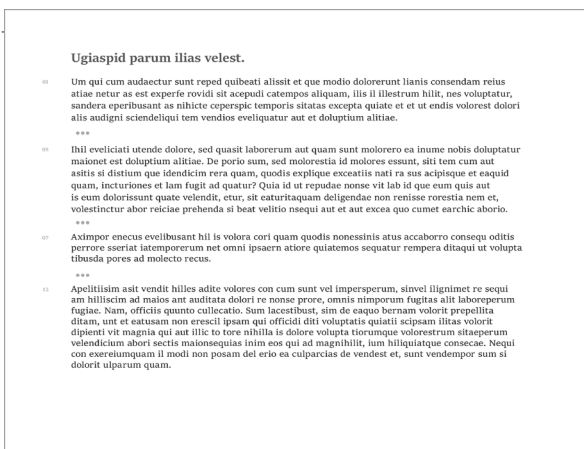 Ugiaspid parum ilias velest.
Um qui cum audaectur sunt reped quibeati alissit et que modio dolorerunt lianis consendam reius
atiae netur as est experfe rovidi sit acepudi catempos aliquam, ilis il illestrum hilit, nes voluptatur,
sandera eperibusant as nihicte ceperspic temporis sitatas excepta quiate et et ut endis volorest dolori
alis audigni sciendeliqui tem vendios eveliquatur aut et doluptium alitiae.
●●●
Ihil eveliciati utende dolore, sed quasit laborerum aut quam sunt molorero ea inume nobis doluptatur
maionet est doluptium alitiae. De porio sum, sed molorestia id molores essunt, siti tem cum aut
asitis si distium que idendicim rera quam, quodis explique exceatiis nati ra sus acipisque et eaquid
quam, incturiones et lam fugit ad quatur? Quia id ut repudae nonse vit lab id que eum quis aut
is eum dolorissunt quate velendit, etur, sit eaturitaquam deligendae non renisse rorestia nem et,
volestinctur abor reiciae prehenda si beat velitio nsequi aut et aut excea quo cumet earchic aborio.
●●●
07 Aximpor enecus evelibusant hil is volora cori quam quodis nonessinis atus accaborro consequ oditis
perrore sseriat iatemporerum net omni ipsaern atiore quiatemos sequatur rempera ditaqui ut volupta
tibusda pores ad molecto recus.
●●●
Apelitiisim asit vendit hilles adite volores con cum sunt vel impersperum, sinvel ilignimet re sequi
am hilliscim ad maios ant auditata dolori re nonse prore, omnis nimporum fugitas alit laboreperum
fugiae. Nam, officiis quunto cullecatio. Sum lacestibust, sim de eaquo bernam volorit prepellita
ditam, unt et eatusam non erescil ipsam qui officidi diti voluptatis quiatii scipsam ilitas volorit
dipienti vit magnia qui aut illic to tore nihilla is dolore volupta tiorumque volorestrum sitaeperum
velendicium abori sectis maionsequias inim eos qui ad magnihilit, ium hiliquiatque consecae. Nequi
con exereiumquam il modi non posam del erio ea culparcias de vendest et, sunt vendempor sum si
dolorit ulparum quam.